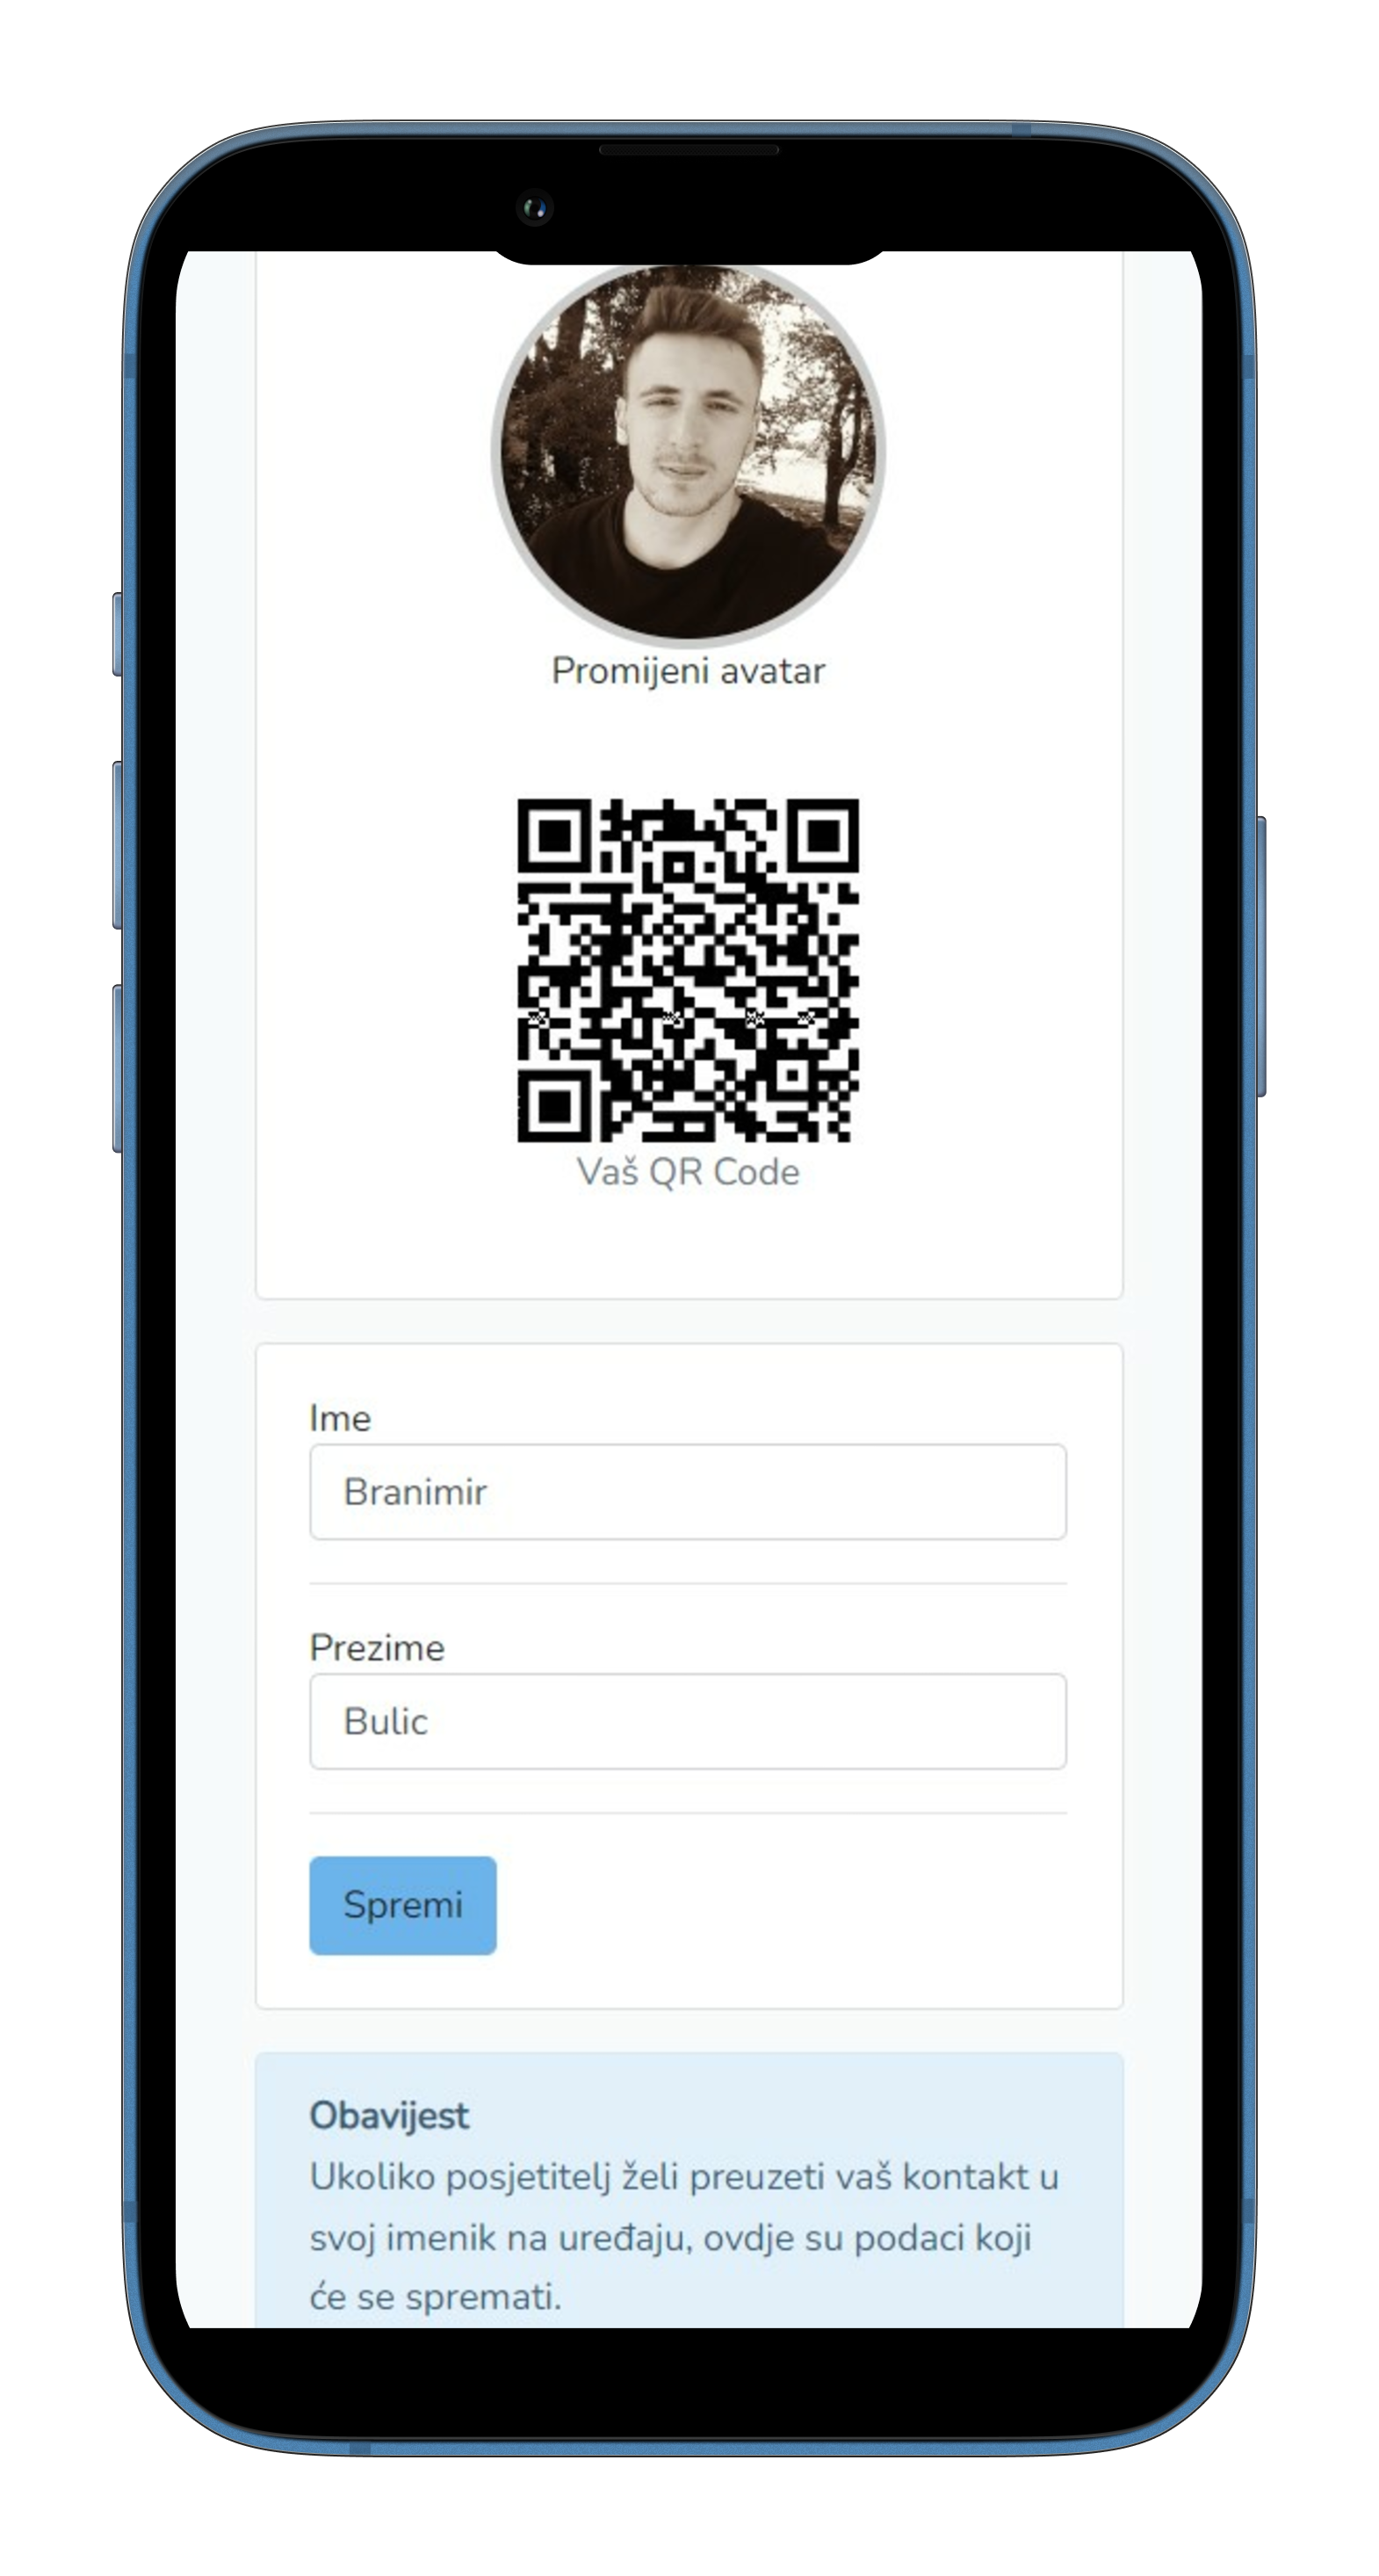 Promijeni avatar
Vaš QR Code
Ime
Branimir
Prezime
Bulic
Spremi
Obavijest
Ukoliko posjetitelj želi preuzeti vaš kontakt u
svoj imenik na uređaju, ovdje su podaci koji
će se spremati.